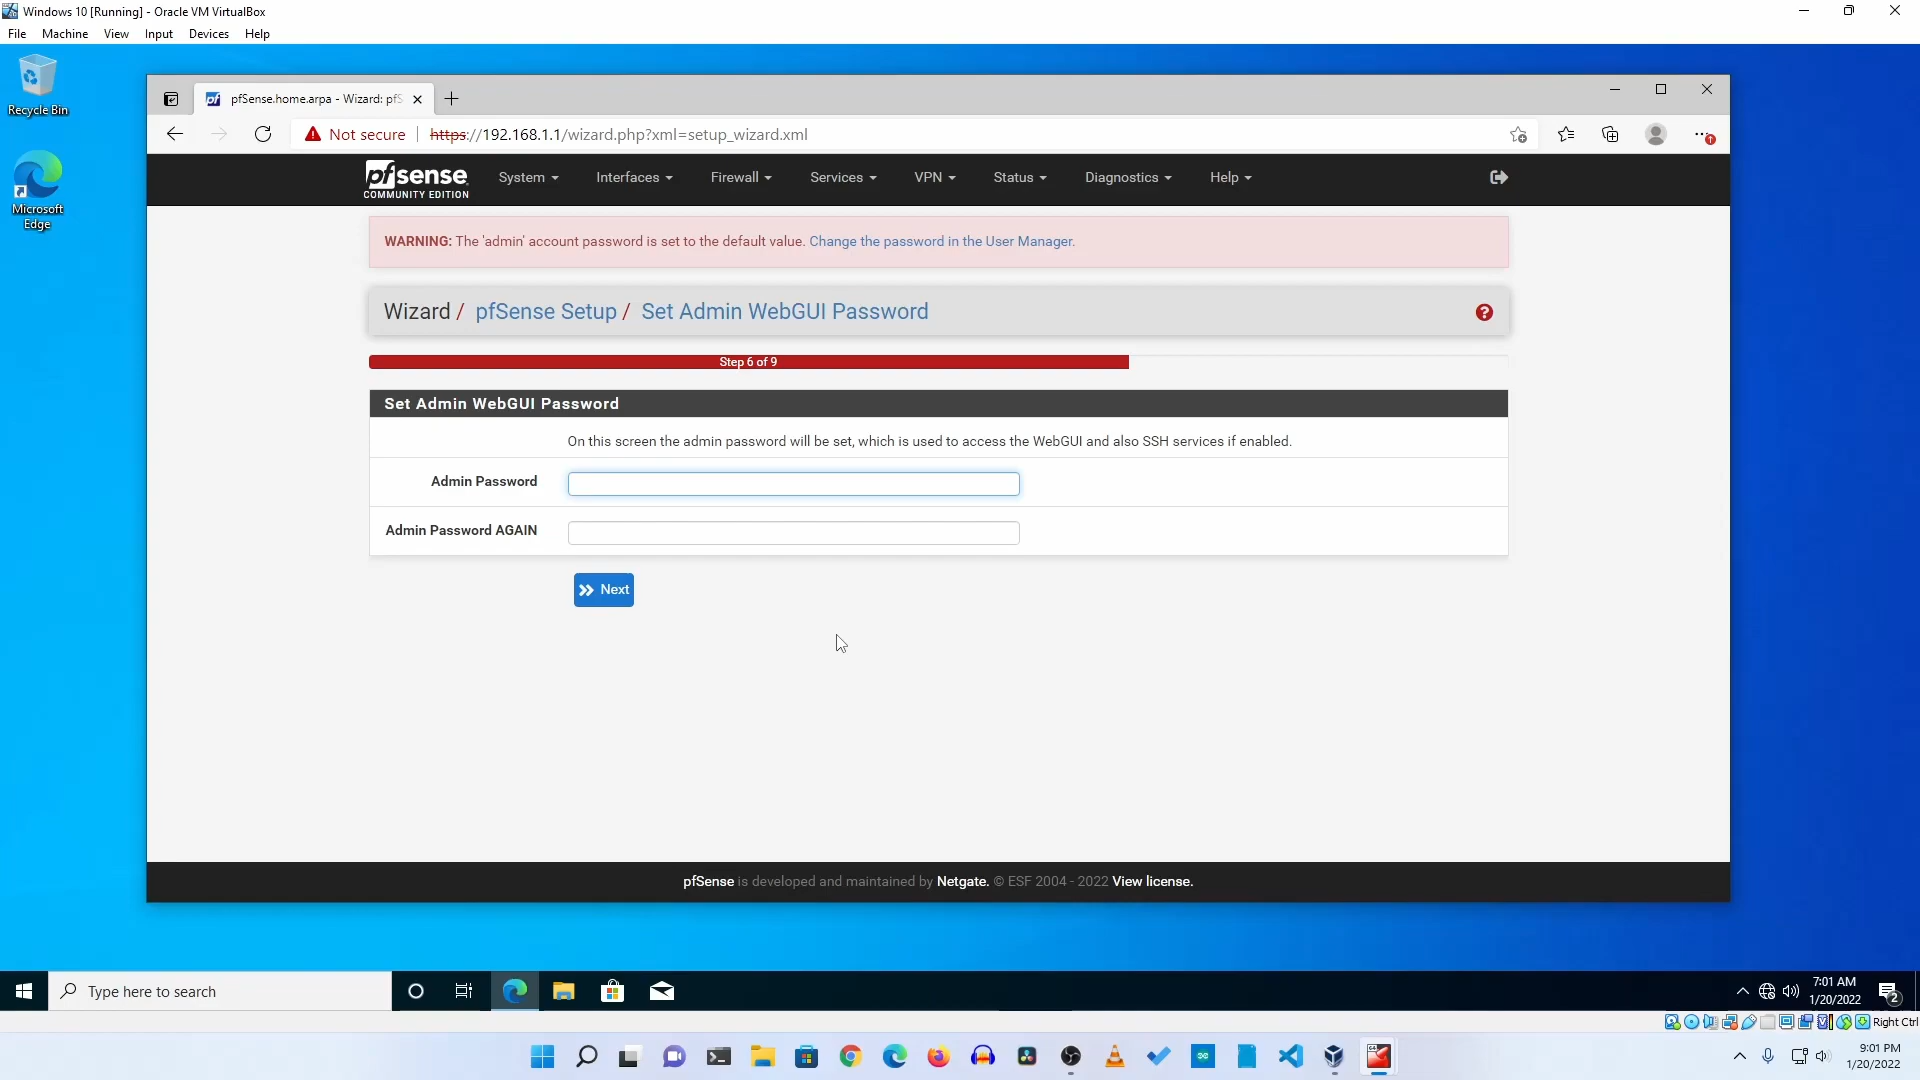 Windows 10 [Running] - Oracle VM VirtualBox
File Machine View Input Devices Help
Recycle Bin
Microsoft
Edge
pfSense.home.arpa - Wizard: pfS
Not secure https://192.168.1.1/wizard.php?xml=setup_wizard.xml
pfsense
COMMUNITY EDITION
System Interfaces Firewall Services VPN Status Diagnostics Help
WARNING: The 'admin' account password is set to the default value. Change the password in the User Manager.
Wizard / pfSense Setup / Set Admin WebGUI Password
Step 6 of 9
Set Admin WebGUI Password
On this screen the admin password will be set, which is used to access the WebGUI and also SSH services if enabled.
Admin Password
Admin Password AGAIN
Next
pfSense is developed and maintained by Netgate. © ESF 2004 - 2022 View license.
Type here to search
7:01 AM
1/20/2022
2
Right Ctrl
9:01 PM
1/20/2022